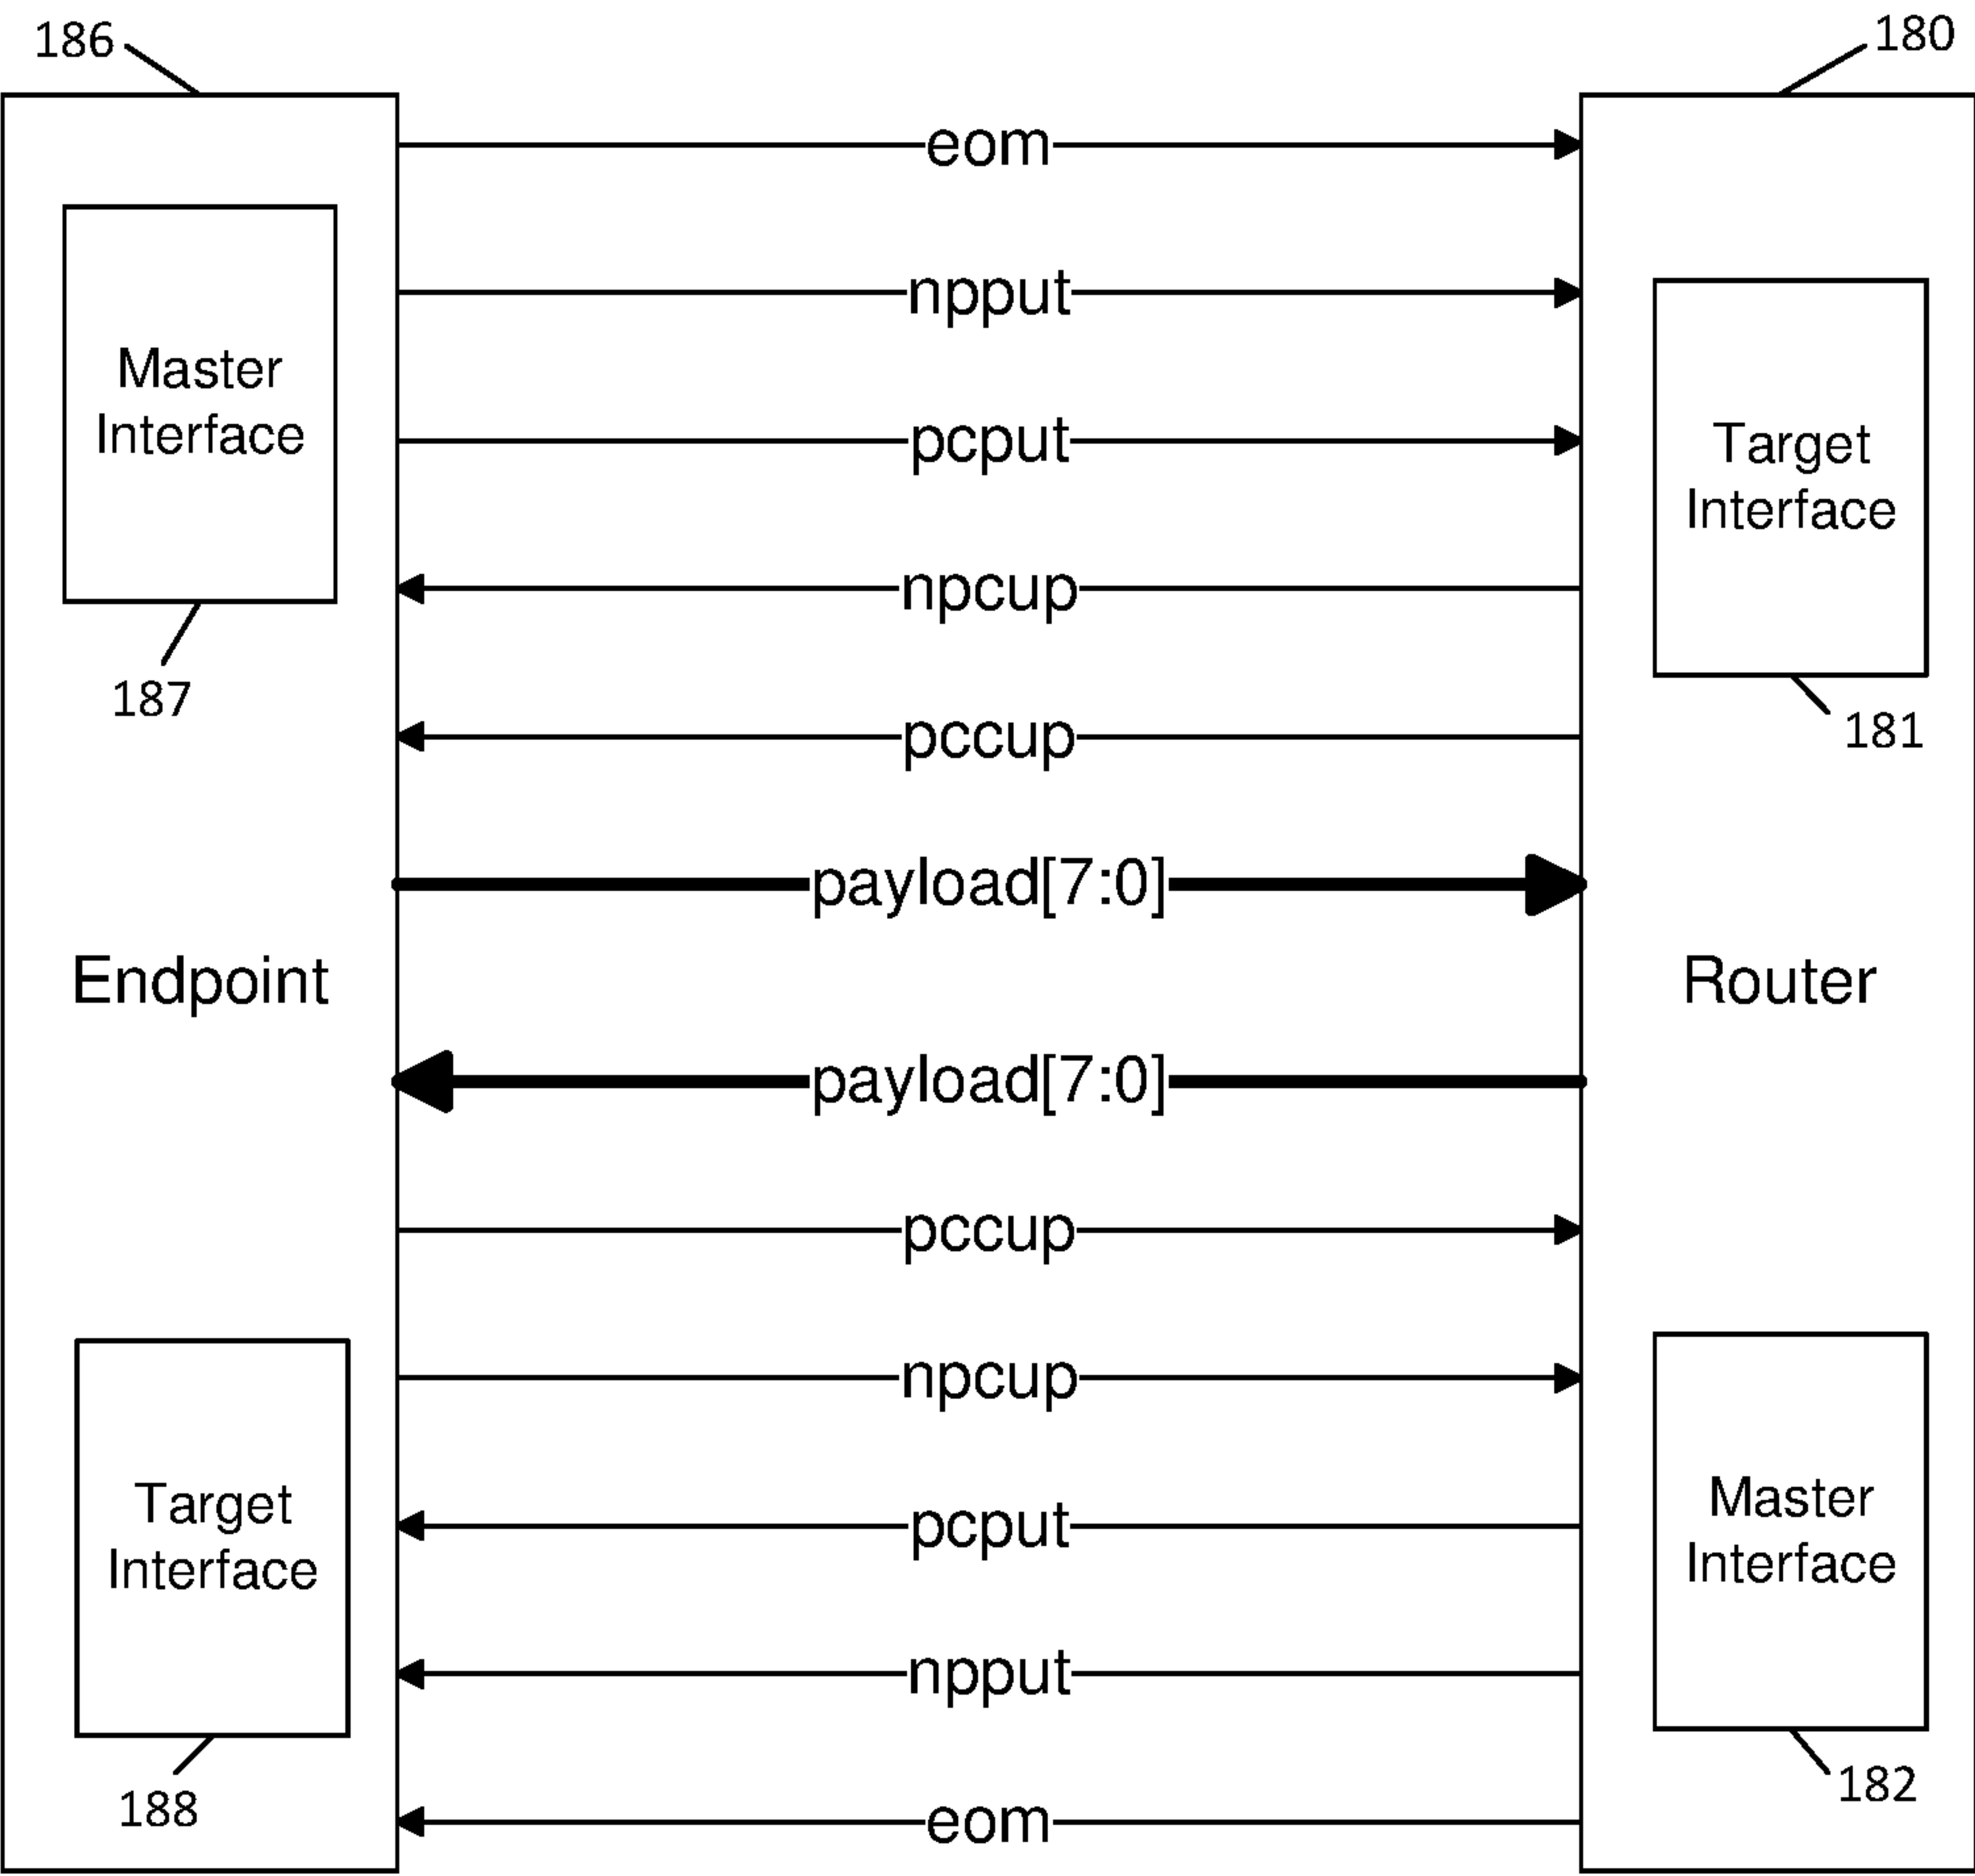 186
180
eom
npput
Master
Interface
pcput
Target
Interface
npcup
187
181
pccup
payload[7:0]
Endpoint
Router
payload[7:0]
pccup
npcup
Target
Interface
Master
Interface
pcput
npput
188
182
eom